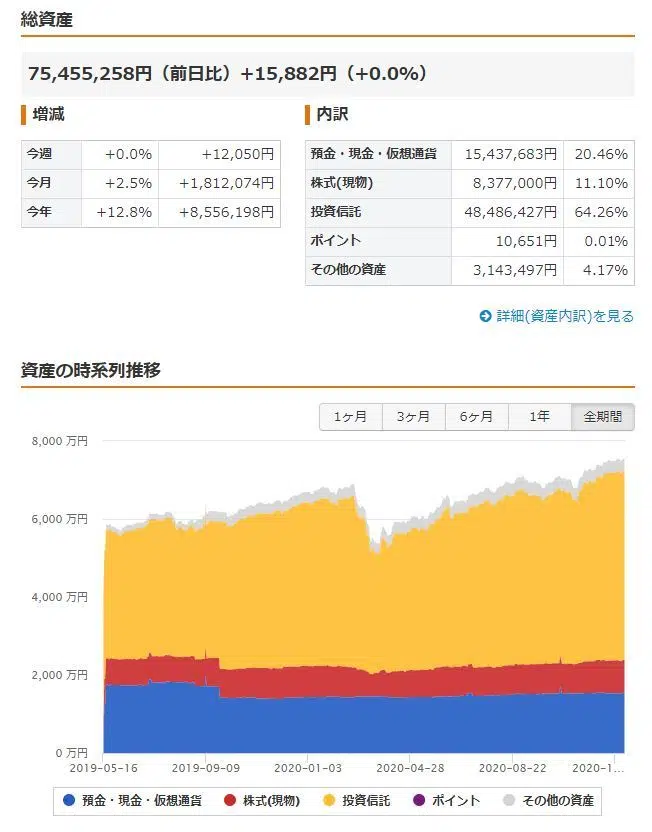 総資産
75,455,258円（前日比）+15,882円（+0.0%）
増減
今週 +0.0% +12,050円
今月 +2.5% +1,812,074円
今年 +12.8% +8,556,198円
内訳
預金・現金・仮想通貨 15,437,683円 20.46%
株式(現物) 8,377,000円 11.10%
投資信託 48,486,427円 64.26%
ポイント 10,651円 0.01%
その他の資産 3,143,497円 4.17%
詳細(資産内訳)を見る
資産の時系列推移
1ヶ月 3ヶ月 6ヶ月 1年 全期間
8,000 万円
6,000 万円
4,000 万円
2,000 万円
0 万円
2019-05-16 2019-09-09 2020-01-03 2020-04-28 2020-08-22 2020-1...
預金・現金・仮想通貨 株式(現物) 投資信託 ポイント その他の資産